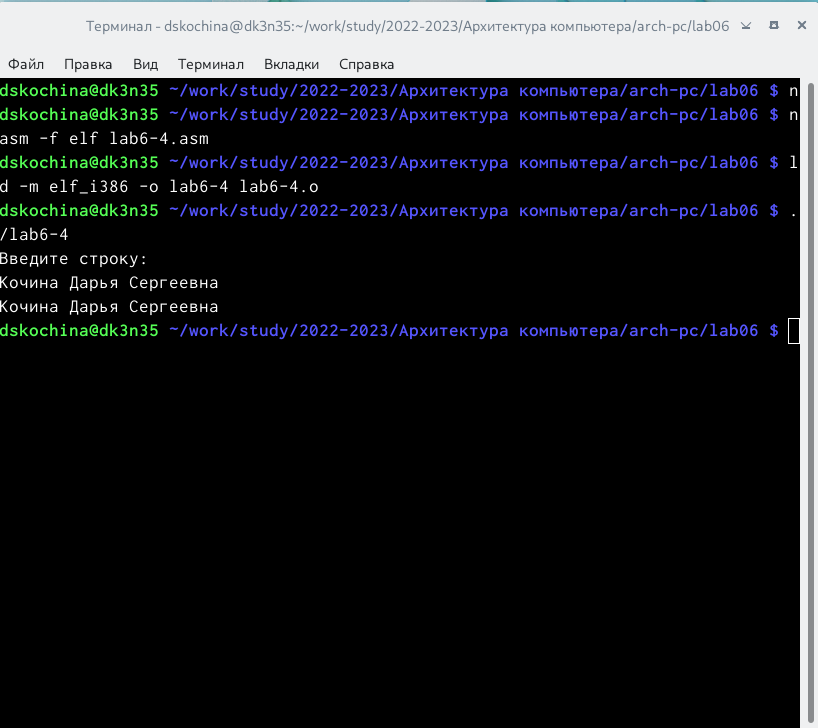 Терминал - dskochina@dk3n35:~/work/study/2022-2023/Архитектура компьютера/arch-pc/lab06
Файл Правка Вид Терминал Вкладки Справка
dskochina@dk3n35 ~/work/study/2022-2023/Архитектура компьютера/arch-pc/lab06 $ n
dskochina@dk3n35 ~/work/study/2022-2023/Архитектура компьютера/arch-pc/lab06 $ n
asm -f elf lab6-4.asm
dskochina@dk3n35 ~/work/study/2022-2023/Архитектура компьютера/arch-pc/lab06 $ l
d -m elf_i386 -o lab6-4 lab6-4.o
dskochina@dk3n35 ~/work/study/2022-2023/Архитектура компьютера/arch-pc/lab06 $ .
/lab6-4
Введите строку:
Кочина Дарья Сергеевна
Кочина Дарья Сергеевна
dskochina@dk3n35 ~/work/study/2022-2023/Архитектура компьютера/arch-pc/lab06 $